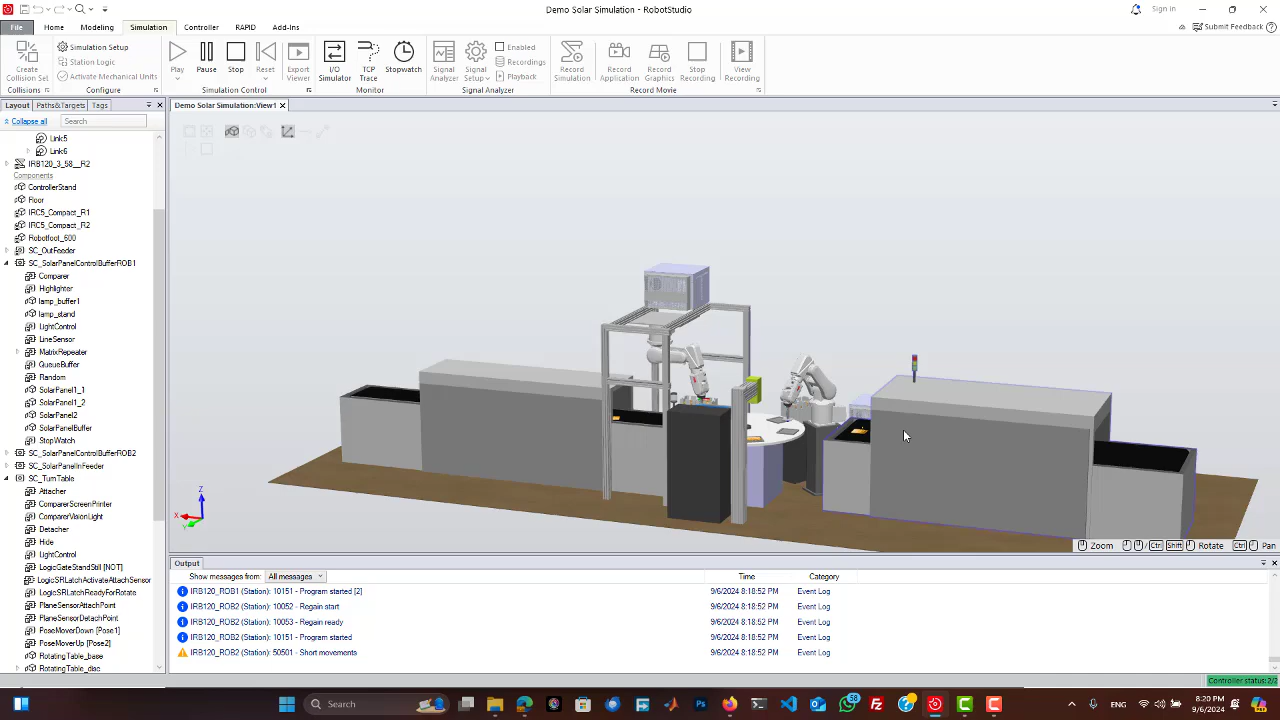 Demo Solar Simulation - RobotStudio
Sign in
File Home Modeling Simulation Controller RAPID Add-Ins
Submit Feedback
Create Collision Set
Simulation Setup
Station Logic
Activate Mechanical Units
Play
Pause
Stop
Reset
Export Viewer
I/O Simulator
TCP Trace
Stopwatch
Signal Analyzer
Signal Setup
Enabled
Recordings
Playback
Record Simulation
Record Application
Record Graphics
Stop Recording
View Recording
Collisions
Configure
Simulation Control
Monitor
Signal Analyzer
Record Movie
Layout Paths&Targets Tags
Demo Solar Simulation:View1
Collapse all
Search
Link5
Link6
IRB120_3_58__R2
Components
ControllerStand
Floor
IRC5_Compact_R1
IRC5_Compact_R2
Robotfoot_600
SC_OutFeeder
SC_SolarPanelControlBufferROB1
Comparer
Highlighter
lamp_buffer1
lamp_stand
LightControl
LineSensor
MatrixRepeater
QueueBuffer
Random
SolarPanel1_1
SolarPanel1_2
SolarPanel2
SolarPanelBuffer
StopWatch
SC_SolarPanelControlBufferROB2
SC_SolarPanelInFeeder
SC_TurnTable
Attacher
ComparerScreenPrinter
ComparerVisionLight
Detacher
Hide
LightControl
LogicGateStandStill [NOT]
LogicSRLatchActivateAttachSensor
LogicSRLatchReadyForRotate
PlaneSensorAttachPoint
PlaneSensorDetachPoint
PoseMoverDown [Pose1]
PoseMoverUp [Pose2]
RotatingTable_base
RotatingTable_disc
Z
X
Y
Zoom
Ctrl Shift Rotate
Ctrl Pan
Output
Show messages from: All messages
Time
Category
IRB120_ROB1 (Station): 10151 - Program started [2] 9/6/2024 8:18:52 PM Event Log
IRB120_ROB2 (Station): 10052 - Regain start 9/6/2024 8:18:52 PM Event Log
IRB120_ROB2 (Station): 10053 - Regain ready 9/6/2024 8:18:52 PM Event Log
IRB120_ROB2 (Station): 10151 - Program started 9/6/2024 8:18:52 PM Event Log
IRB120_ROB2 (Station): 50501 - Short movements 9/6/2024 8:18:52 PM Event Log
Controller status: 2/2
Search
58
ENG
8:20 PM
9/6/2024